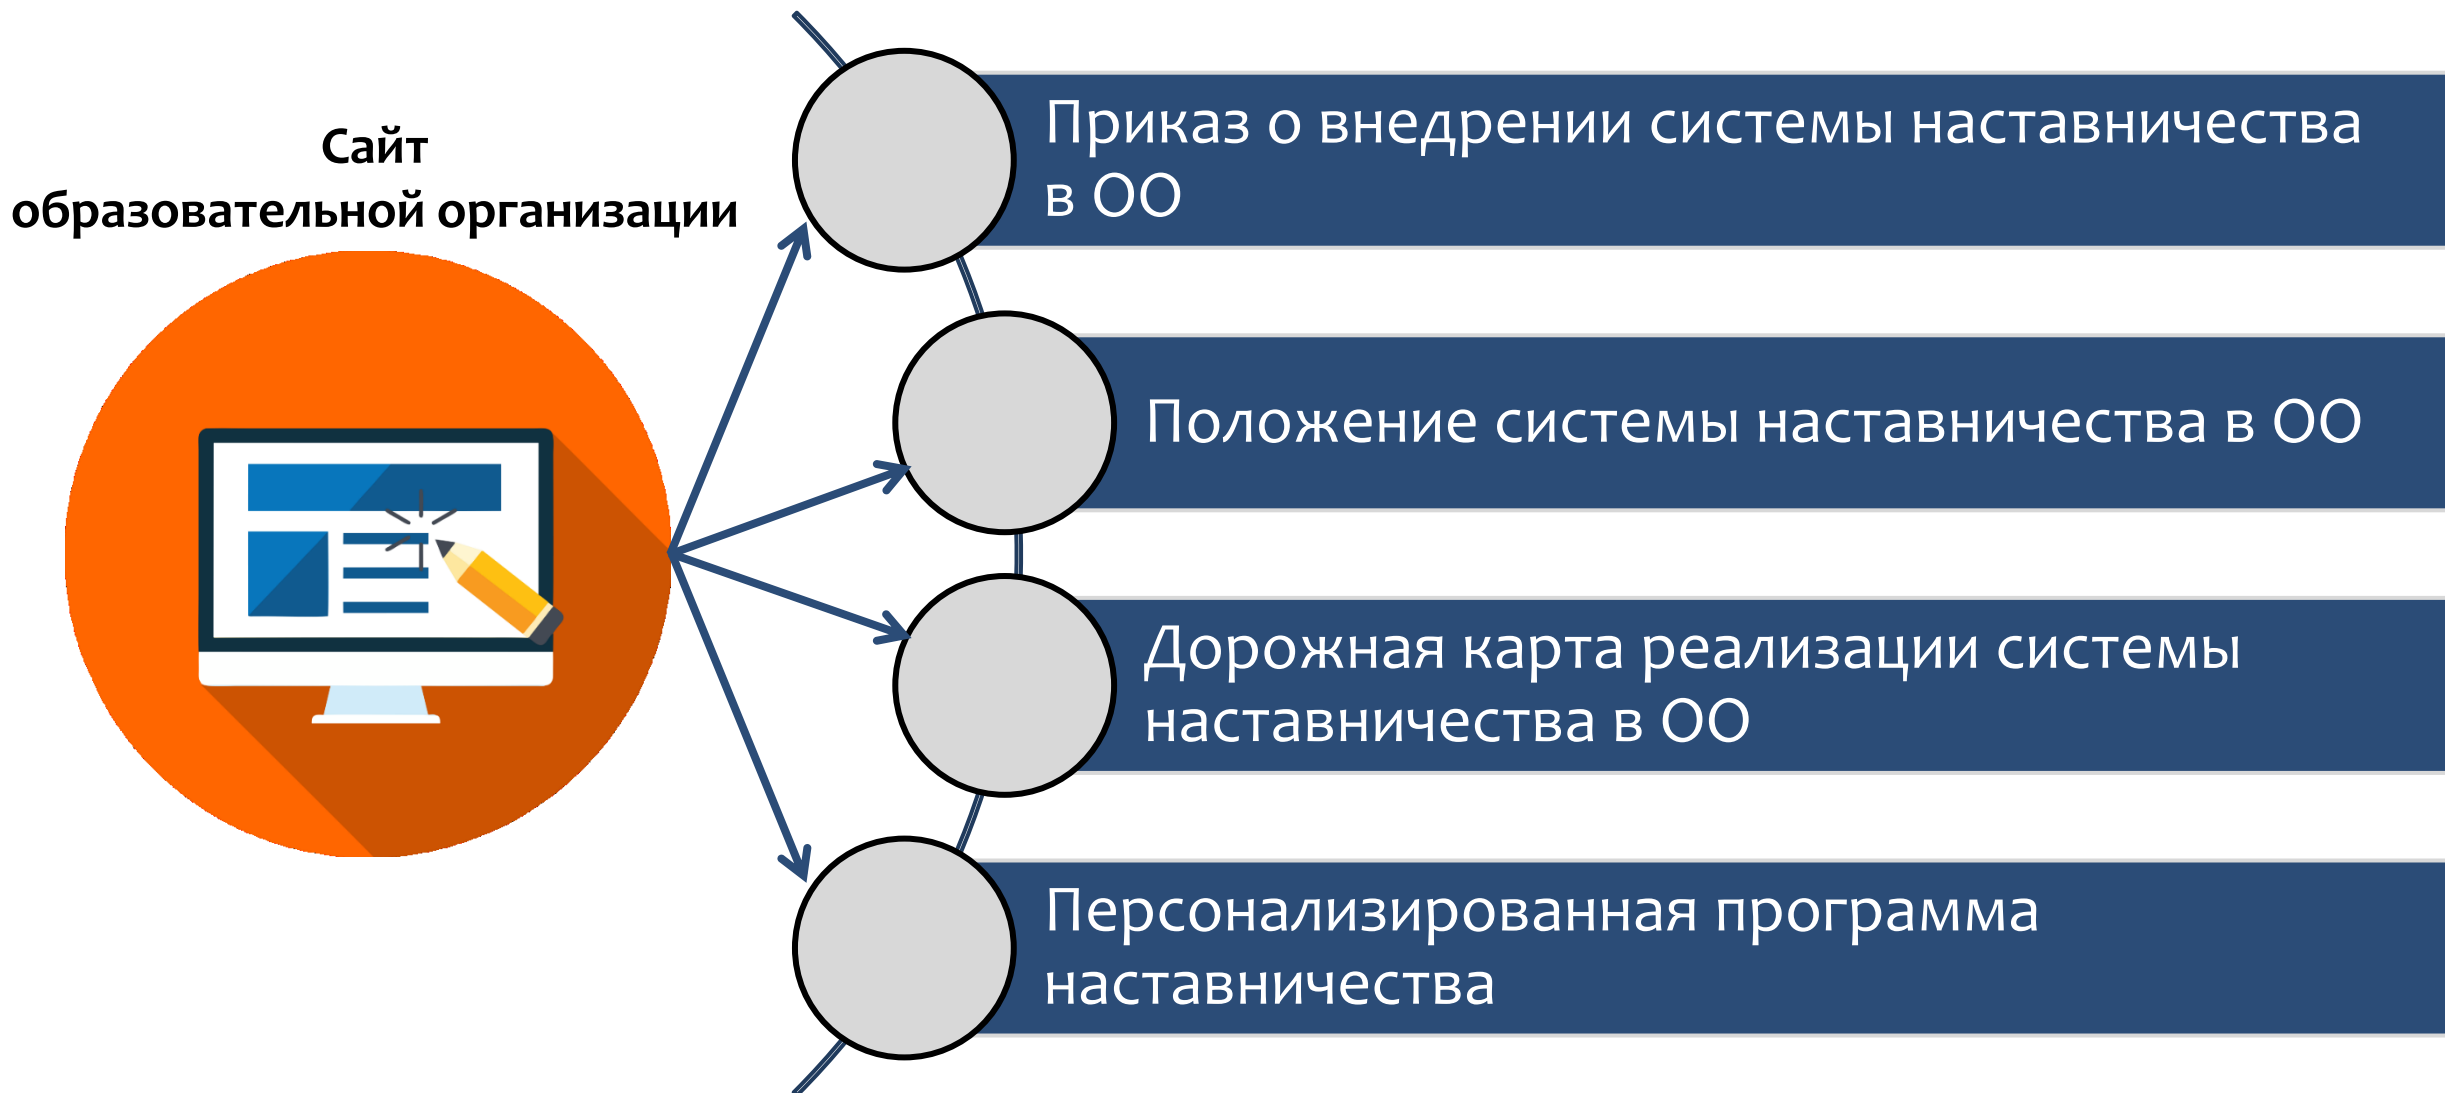 Сайт
образовательной организации
Приказ о внедрении системы наставничества
в ОО
Положение системы наставничества в ОО
Дорожная карта реализации системы
наставничества в ОО
Персонализированная программа
наставничества